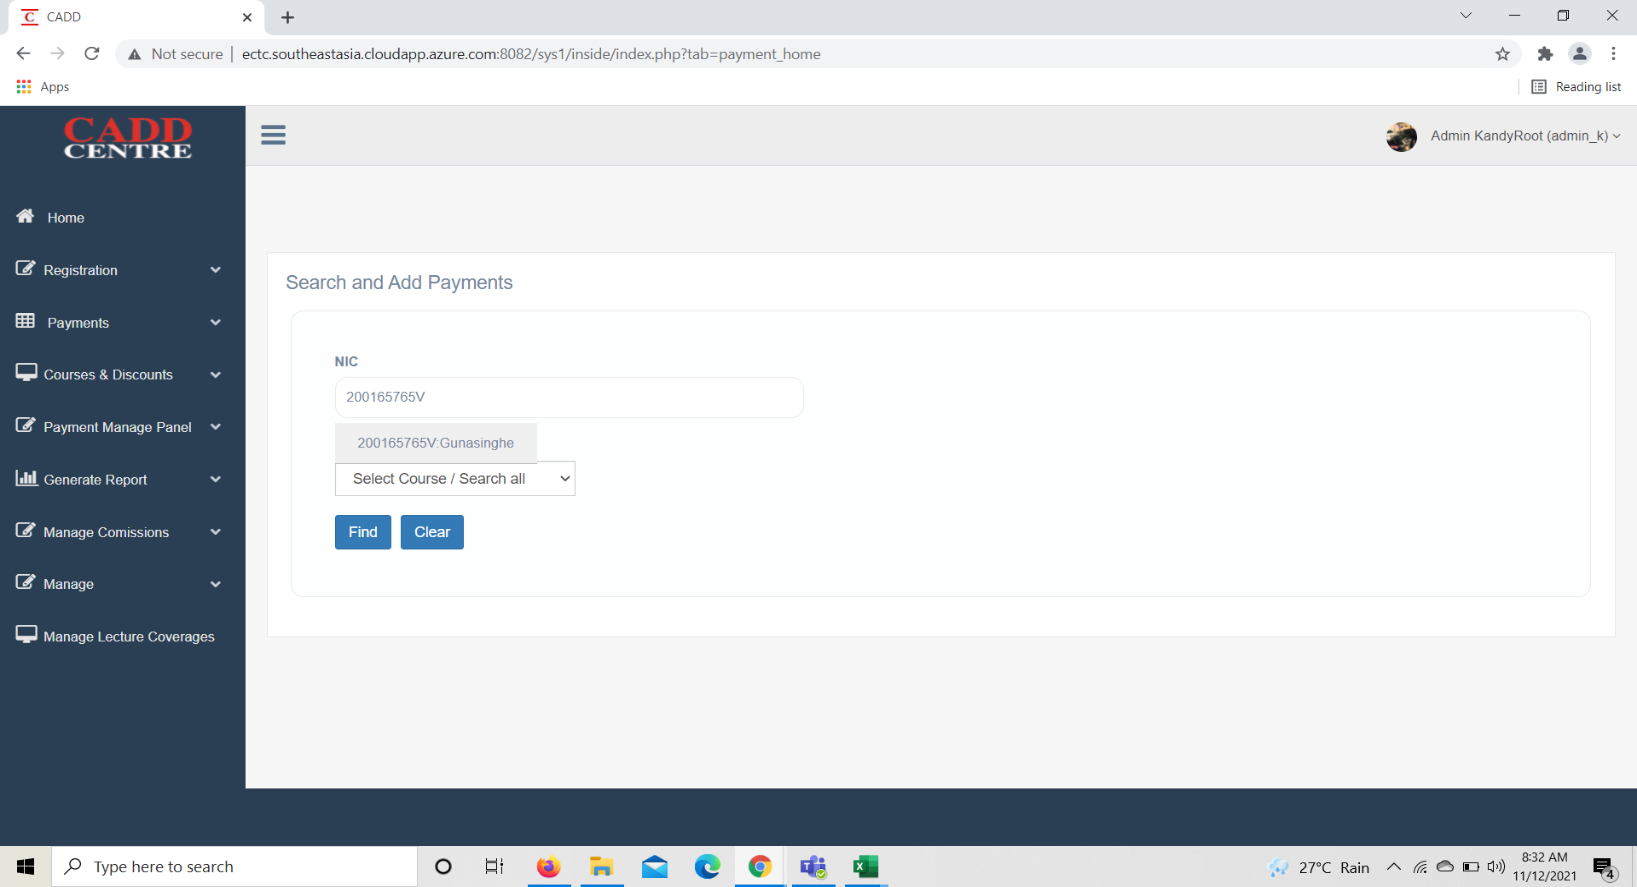 CADD
Not secure | ectc.southeastasia.cloudapp.azure.com:8082/sys1/inside/index.php?tab=payment_home
Apps
Reading list
CADD
CENTRE
Admin KandyRoot (admin_k)
Home
Registration
Payments
Courses & Discounts
Payment Manage Panel
Generate Report
Manage Comissions
Manage
Manage Lecture Coverages
Search and Add Payments
NIC
200165765V
200165765V:Gunasinghe
Select Course / Search all
Find
Clear
Type here to search
27°C Rain
8:32 AM
11/12/2021
4